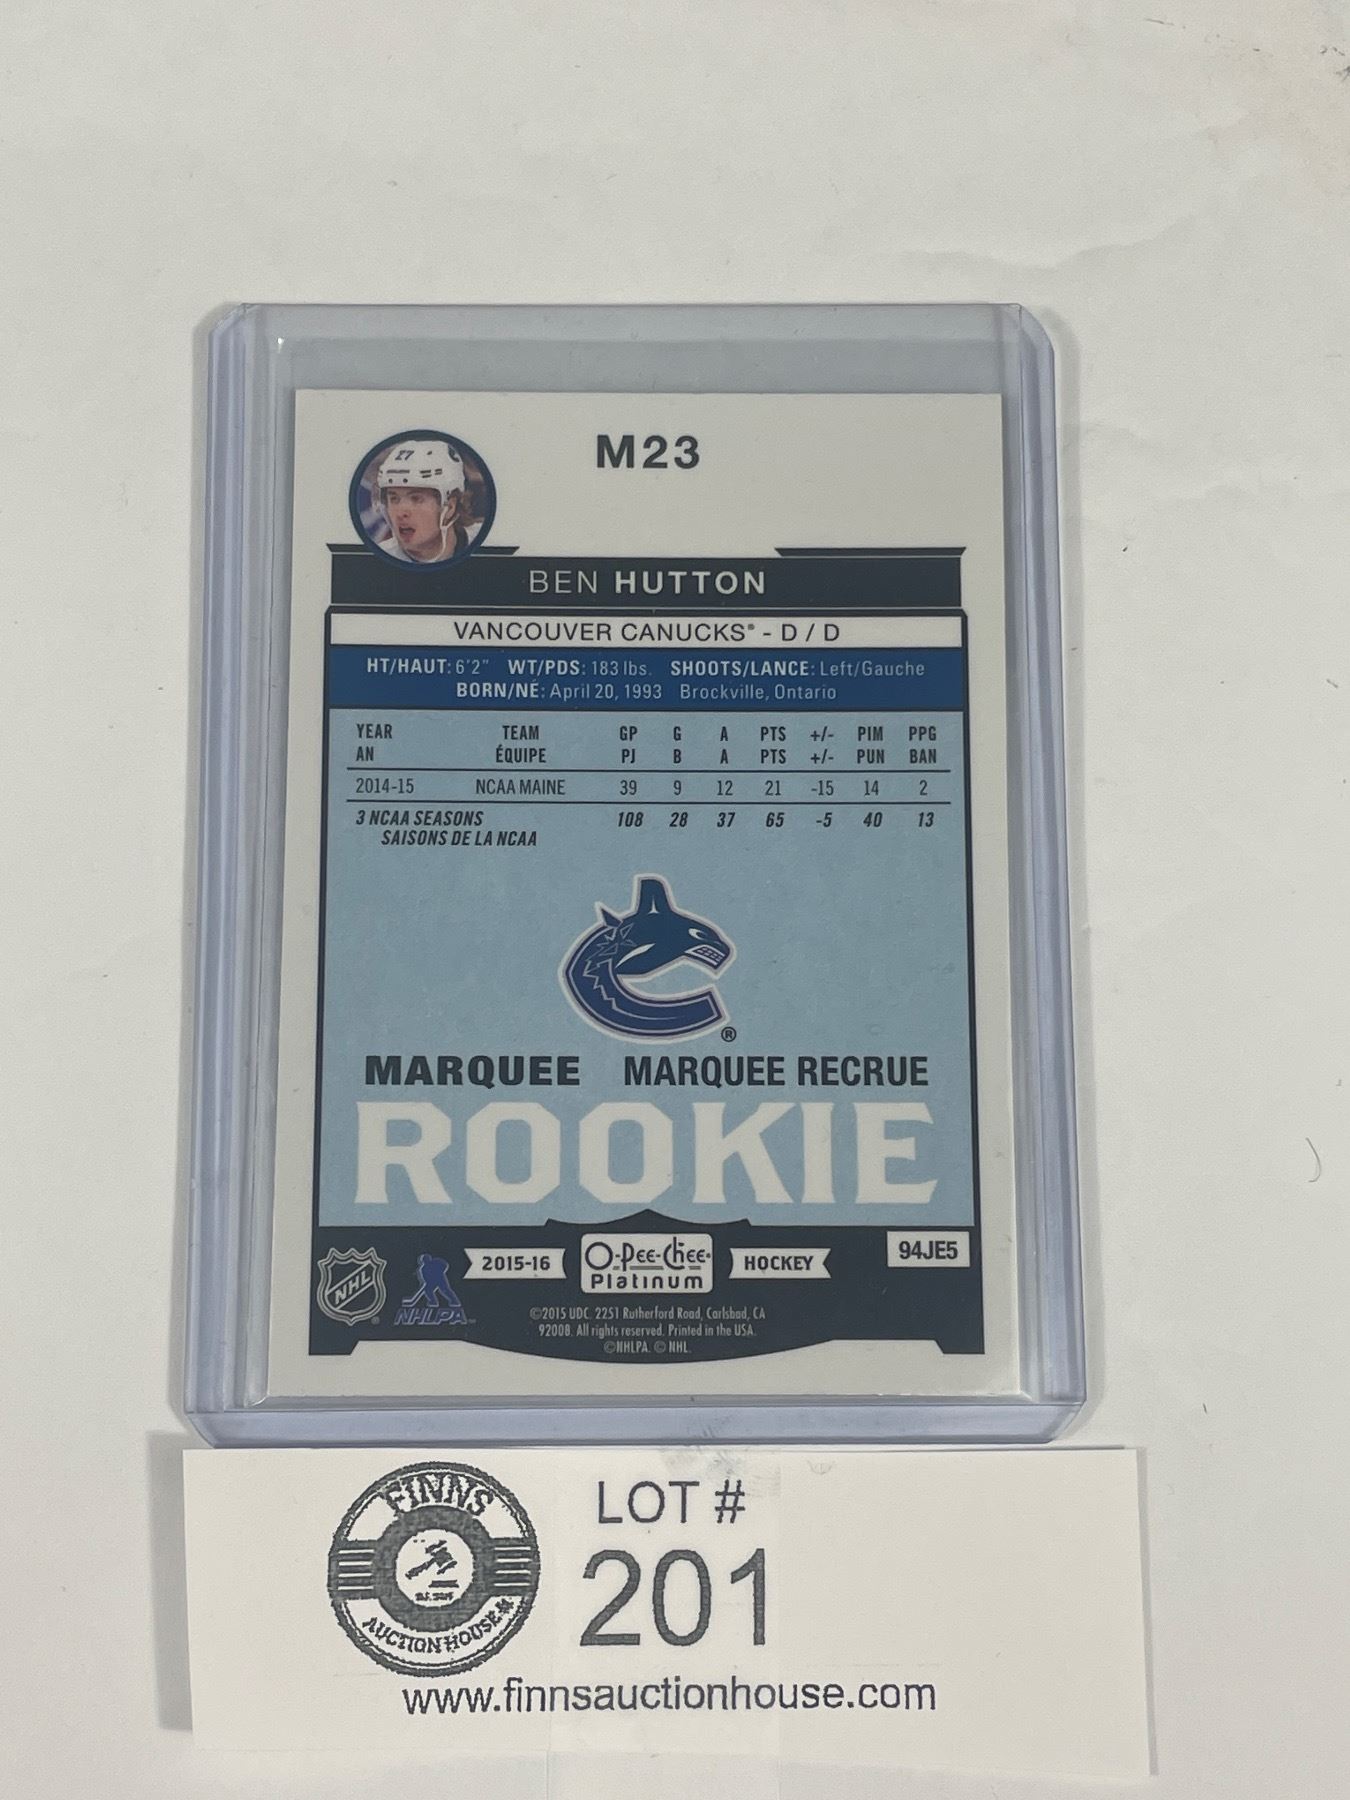 M23
27
BEN HUTTON
VANCOUVER CANUCKS® - D / D
HT/HAUT: 6'2" WT/PDS: 183 lbs. SHOOTS/LANCE: Left/Gauche
BORN/NÉ: April 20, 1993 Brockville, Ontario
YEAR TEAM GP G A PTS +/- PIM PPG
AN ÉQUIPE PJ B A PTS +/- PUN BAN
2014-15 NCAA MAINE 39 9 12 21 -15 14 2
3 NCAA SEASONS 108 28 37 65 -5 40 13
SAISONS DE LA NCAA
®
MARQUEE MARQUEE RECRUE
ROOKIE
94JE5
NHL® NHLPA 2015-16 O-Pee-Chee® HOCKEY
Platinum
©2015 UDC. 2251 Rutherford Road, Carlsbad, CA
92008. All rights reserved. Printed in the USA.
©NHLPA. © NHL.
FINNS
AUCTION HOUSE
LOT #
201
www.finnsauctionhouse.com